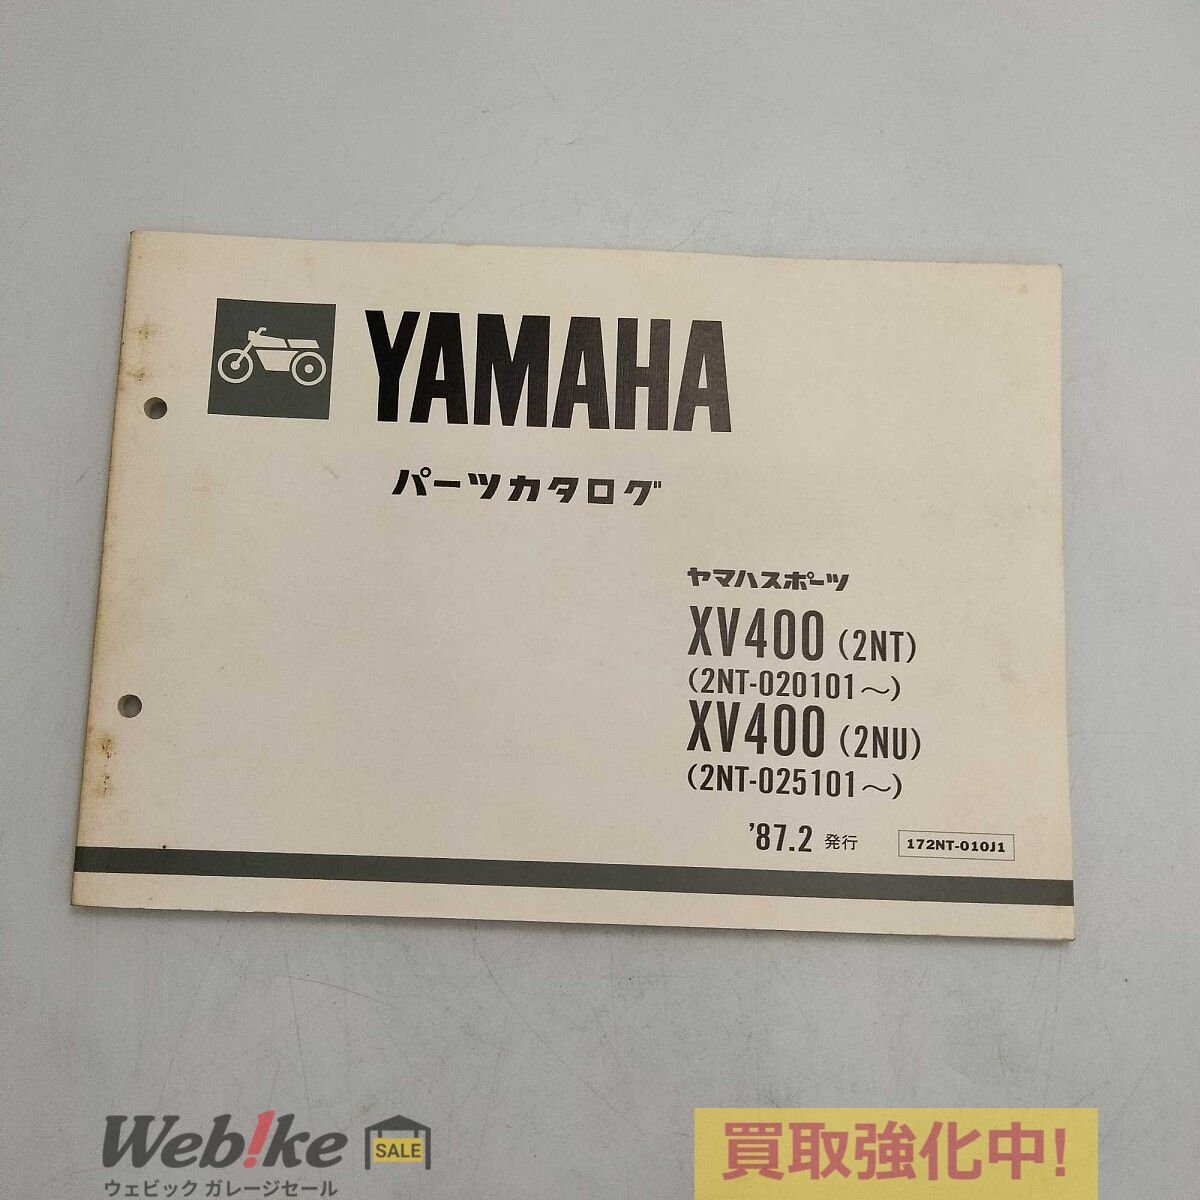 YAMAHA
パーツカタログ
ヤマハスポーツ
XV400 (2NT)
(2NT-020101～)
XV400 (2NU)
(2NT-025101～)
'87.2 発行
172NT-010J1
Web!ke
SALE
ウェビック ガレージセール
買取強化中!